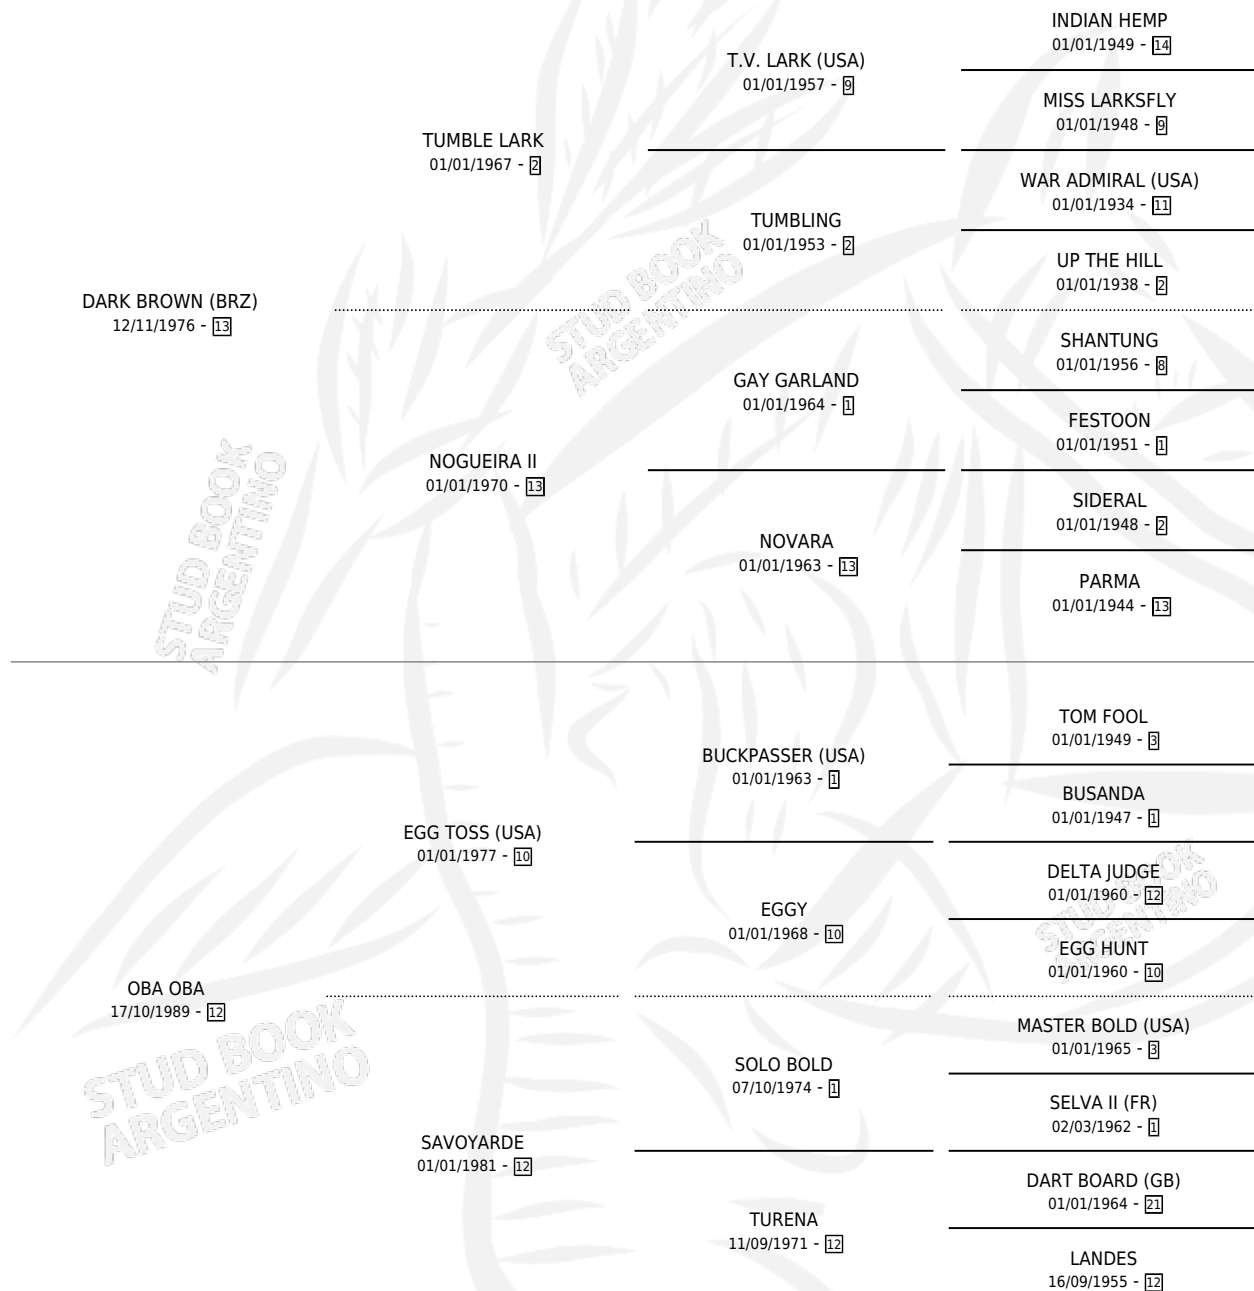 INDIAN HEMP
01/01/1949 - 14
T.V. LARK (USA)
01/01/1957 - 9
MISS LARKSFLY
01/01/1948 - 9
TUMBLE LARK
01/01/1967 - 2
WAR ADMIRAL (USA)
01/01/1934 - 11
TUMBLING
01/01/1953 - 2
UP THE HILL
01/01/1938 - 2
DARK BROWN (BRZ)
12/11/1976 - 13
STUD BOOK
ARGENTINO
SHANTUNG
01/01/1956 - 8
GAY GARLAND
01/01/1964 - 1
FESTOON
01/01/1951 - 1
NOGUEIRA II
01/01/1970 - 13
SIDERAL
01/01/1948 - 2
NOVARA
01/01/1963 - 13
PARMA
01/01/1944 - 13
STUD BOOK
ARGENTINO
TOM FOOL
01/01/1949 - 3
BUCKPASSER (USA)
01/01/1963 - 1
BUSANDA
01/01/1947 - 1
EGG TOSS (USA)
01/01/1977 - 10
DELTA JUDGE
01/01/1960 - 12
EGGY
01/01/1968 - 10
EGG HUNT
01/01/1960 - 10
STUD BOOK
ARGENTINO
OBA OBA
17/10/1989 - 12
STUD BOOK
ARGENTINO
MASTER BOLD (USA)
01/01/1965 - 3
SOLO BOLD
07/10/1974 - 1
SELVA II (FR)
02/03/1962 - 1
SAVOYARDE
01/01/1981 - 12
DART BOARD (GB)
01/01/1964 - 21
TURENA
11/09/1971 - 12
LANDES
16/09/1955 - 12